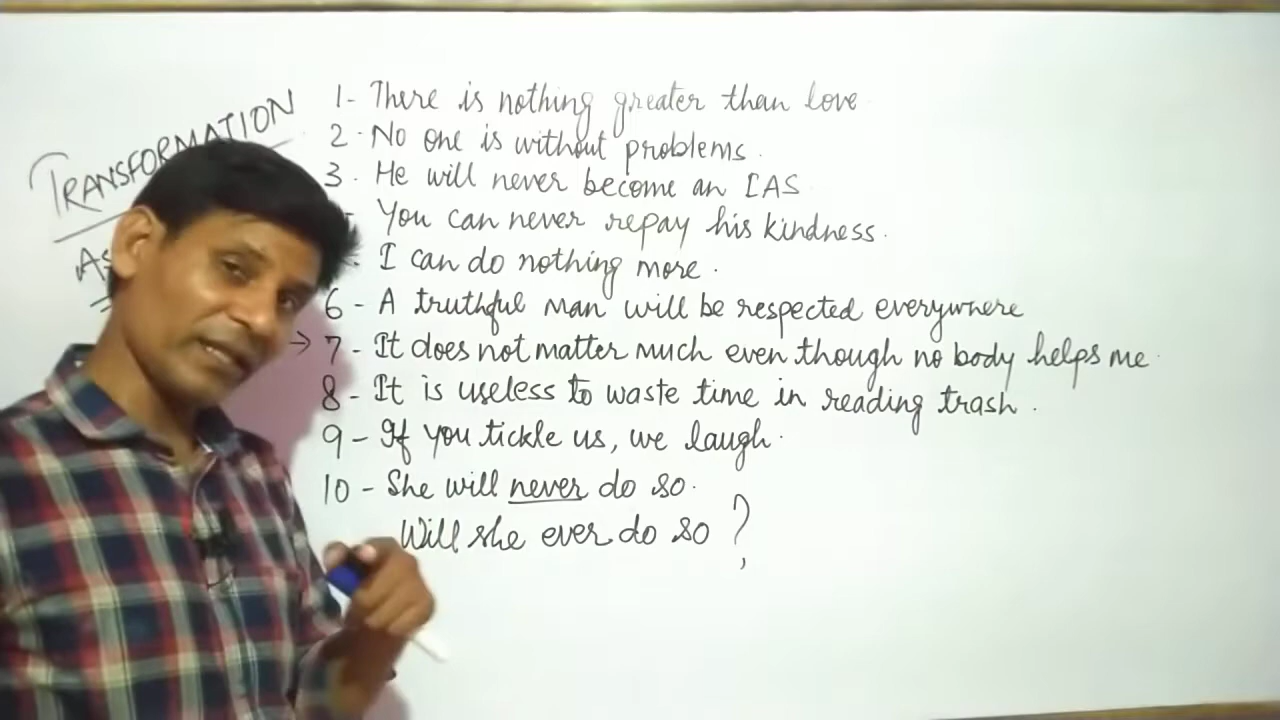 TRANSFORMATION
As
1- There is nothing greater than love
2- No one is without problems.
3. He will never become an IAS
You can never repay his kindness.
I can do nothing more.
6- A truthful man will be respected everywhere
→ 7- It does not matter much even though no body helps me.
8- It is useless to waste time in reading trash.
9- If you tickle us, we laugh.
10- She will never do so.
Will she ever do so ?